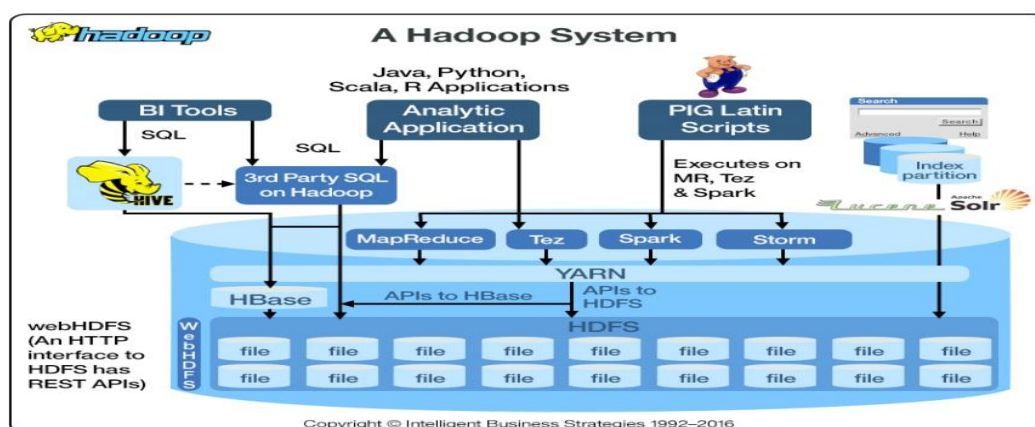 hadoop
A Hadoop System
Java, Python,
Scala, R Applications
BI Tools
Analytic
Application
PIG Latin
Scripts
Search
Search
Advanced
Help
Index
partition
SQL
SQL
HIVE
3rd Party SQL
on Hadoop
Executes on
MR, Tez
& Spark
Lucene
Apache
Solr
MapReduce
Tez
Spark
Storm
YARN
HBase
APIs to HBase
APIs to
HDFS
webHDFS
(An HTTP
interface to
HDFS has
REST APIs)
WebHDFS
HDFS
file file file file file file file file file
file file file file file file file file file
Copyright © Intelligent Business Strategies 1992–2016